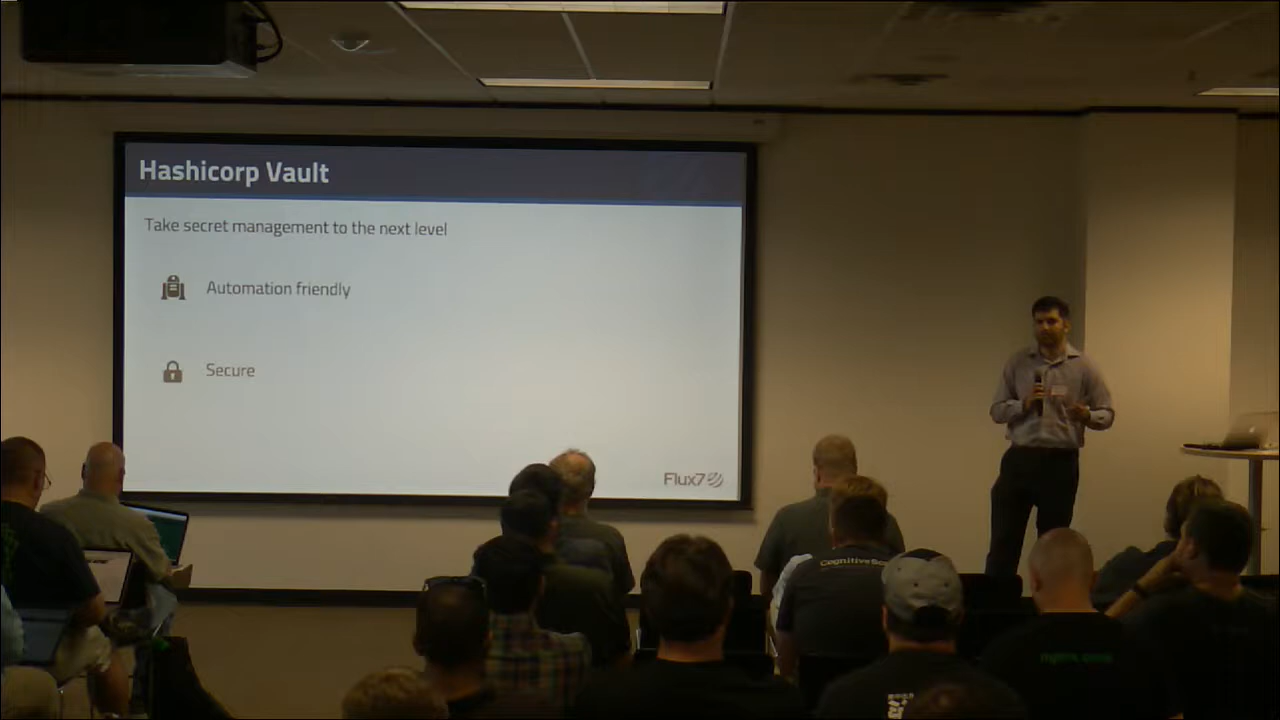 Hashicorp Vault
Take secret management to the next level
Automation friendly
Secure
Flux7